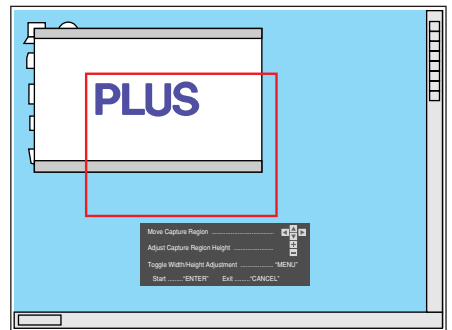 PLUS
Move Capture Region ................................
Adjust Capture Region Height ....................
Toggle Width/Height Adjustment ................. "MENU"
Start ........."ENTER" Exit ........."CANCEL"